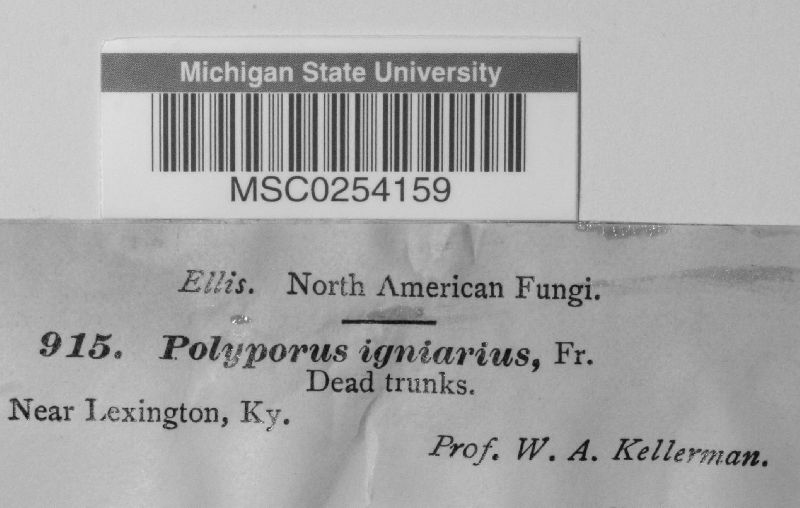 Michigan State University
MSC0254159
Ellis. North American Fungi.
915. Polyporus igniarius, Fr.
Dead trunks.
Near Lexington, Ky.
Prof. W. A. Kellerman.